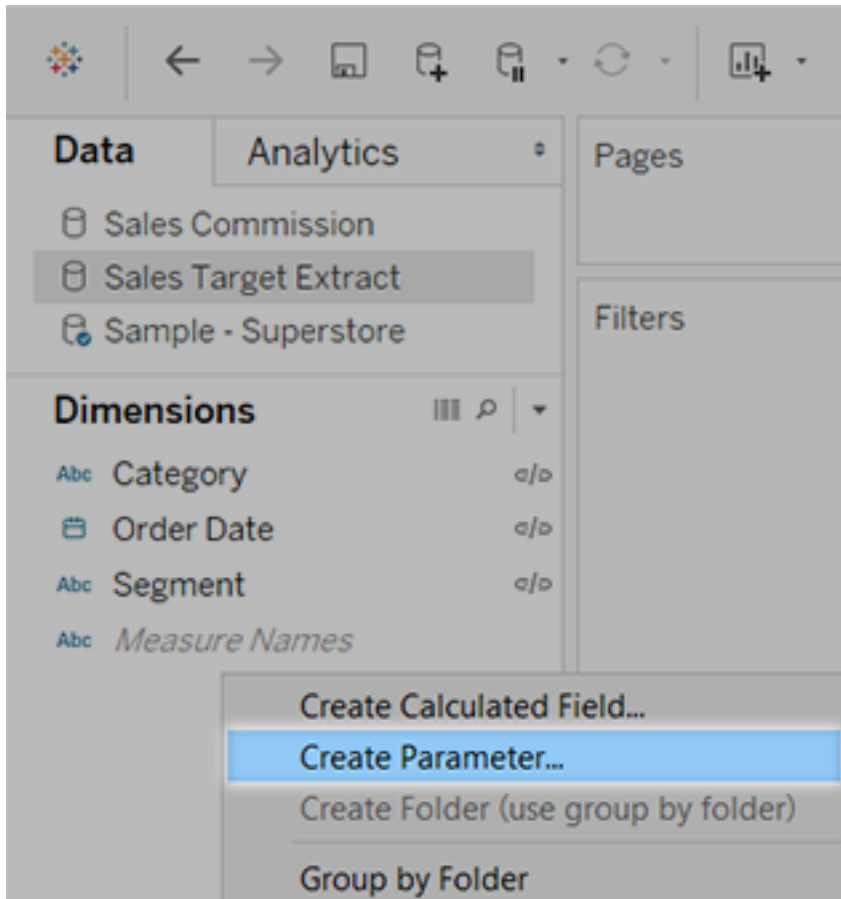 Data Analytics Pages
Sales Commission
Sales Target Extract
Sample - Superstore
Filters
Dimensions
Abc Category
Order Date
Abc Segment
Abc Measure Names
Create Calculated Field...
Create Parameter...
Create Folder (use group by folder)
Group by Folder